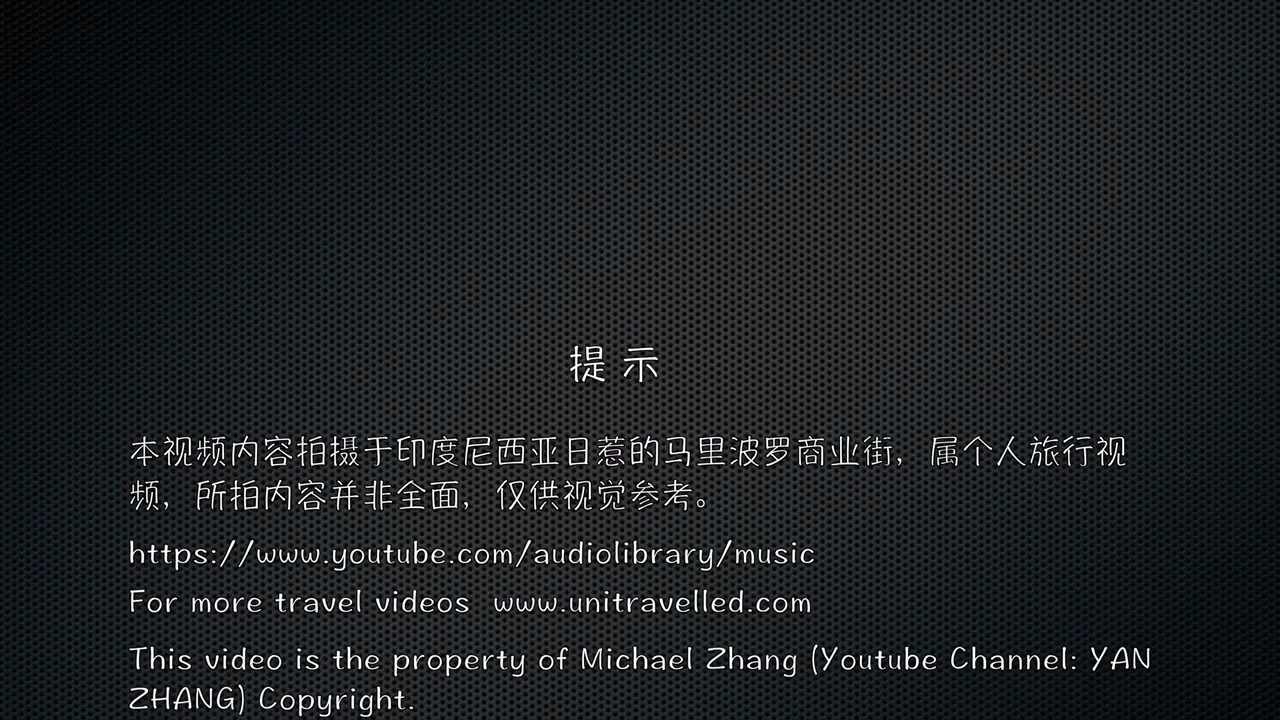 提 示
本视频内容拍摄于印度尼西亚日惹的马里波罗商业街，属个人旅行视
频，所拍内容并非全面，仅供视觉参考。
https://www.youtube.com/audiolibrary/music
For more travel videos  www.unitravelled.com
This video is the property of Michael Zhang (Youtube Channel: YAN
ZHANG) Copyright.